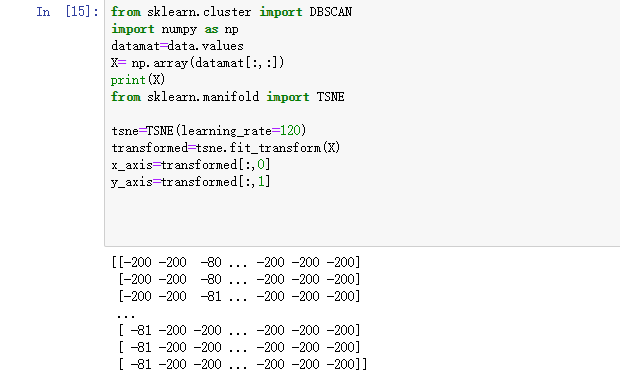 In [15]: from sklearn.cluster import DBSCAN
import numpy as np
datamat=data.values
X= np.array(datamat[:,:])
print(X)
from sklearn.manifold import TSNE
tsne=TSNE(learning_rate=120)
transformed=tsne.fit_transform(X)
x_axis=transformed[:,0]
y_axis=transformed[:,1]
[[-200 -200  -80 ... -200 -200 -200]
 [-200 -200  -80 ... -200 -200 -200]
 [-200 -200  -81 ... -200 -200 -200]
 ...
 [ -81 -200 -200 ... -200 -200 -200]
 [ -81 -200 -200 ... -200 -200 -200]
 [ -81 -200 -200 ... -200 -200 -200]]